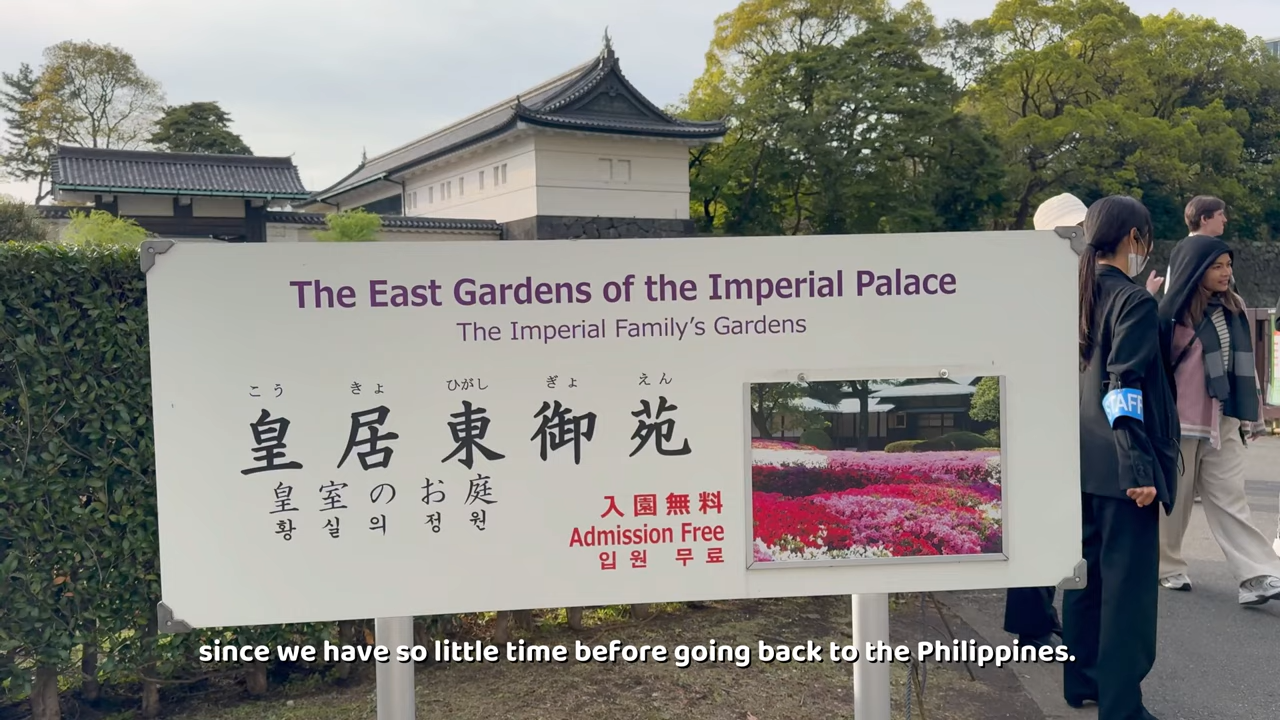 The East Gardens of the Imperial Palace
The Imperial Family's Gardens
こう きょ ひがし ぎょ えん
皇居東御苑
皇室のお庭
황실의 정원
入園無料
Admission Free
입원 무료
STAFF
since we have so little time before going back to the Philippines.